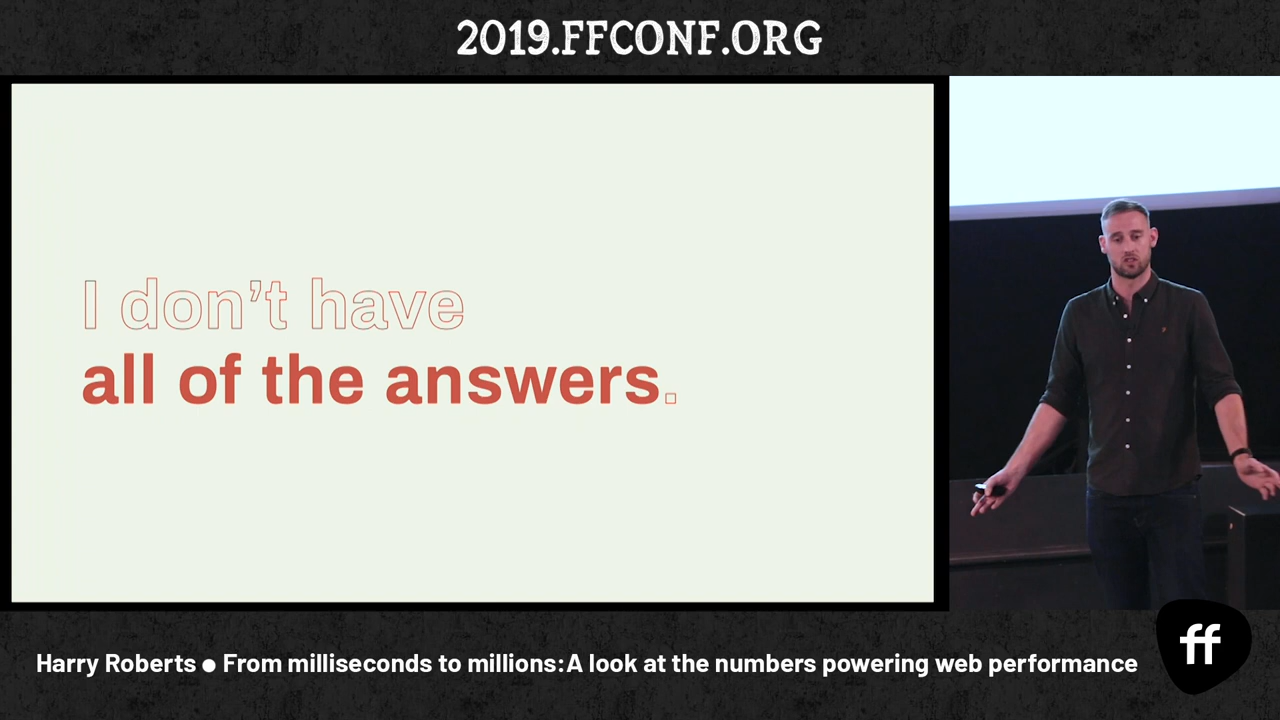 2019.FFCONF.ORG
I don’t have
all of the answers.
Harry Roberts ● From milliseconds to millions:A look at the numbers powering web performance
ff